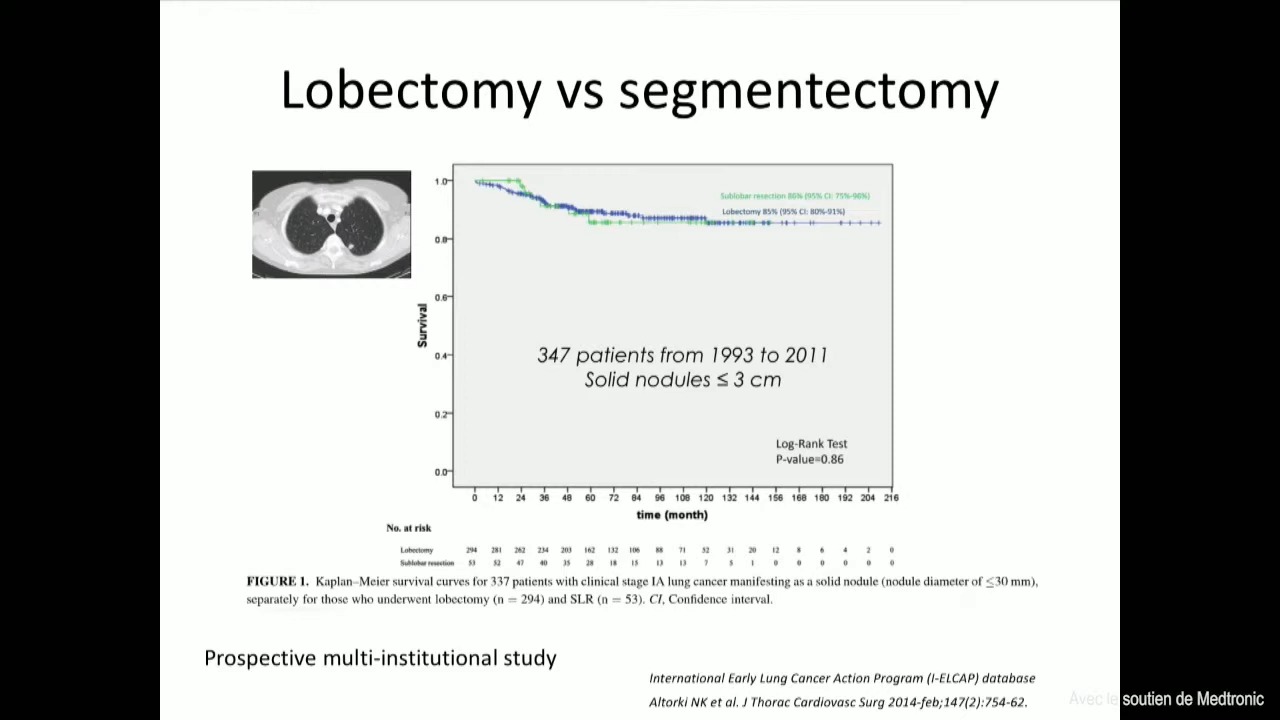 Lobectomy vs segmentectomy
1.0
0.8
0.6
0.4
0.2
0.0
Survival
Sublobar resection 86% (95% CI: 75%-96%)
Lobectomy 85% (95% CI: 80%-91%)
347 patients from 1993 to 2011
Solid nodules ≤ 3 cm
Log-Rank Test
P-value=0.86
0 12 24 36 48 60 72 84 96 108 120 132 144 156 168 180 192 204 216
time (month)
No. at risk
Lobectomy 294 281 262 234 203 162 132 106 88 71 52 31 20 12 8 6 4 2 0
Sublobar resection 53 52 47 40 35 28 18 15 13 13 7 5 1 0 0 0 0 0 0
FIGURE 1. Kaplan–Meier survival curves for 337 patients with clinical stage IA lung cancer manifesting as a solid nodule (nodule diameter of ≤30 mm),
separately for those who underwent lobectomy (n = 294) and SLR (n = 53). CI, Confidence interval.
Prospective multi-institutional study
International Early Lung Cancer Action Program (I-ELCAP) database
Altorki NK et al. J Thorac Cardiovasc Surg 2014-feb;147(2):754-62.
Avec le soutien de Medtronic